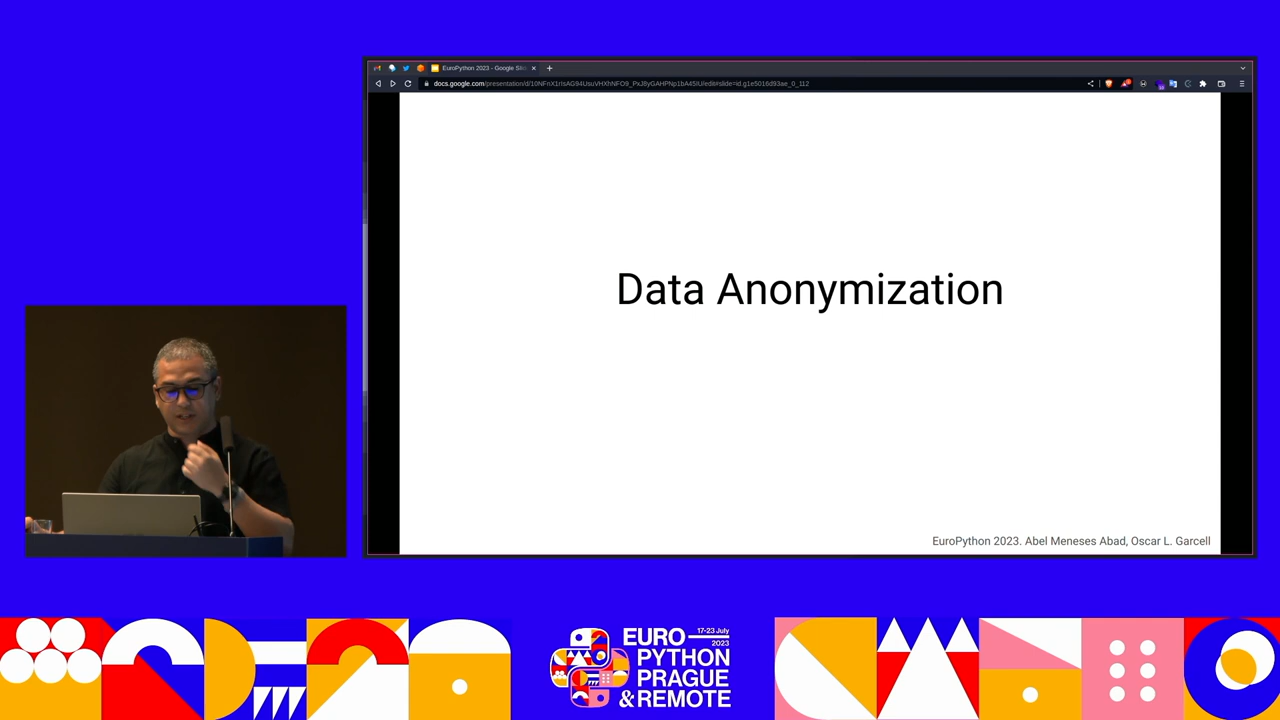 EuroPython 2023 - Google Sli
Data Anonymization
EuroPython 2023. Abel Meneses Abad, Oscar L. Garcell
EURO
17-23 July
2023
PYTHON
PRAGUE
& REMOTE